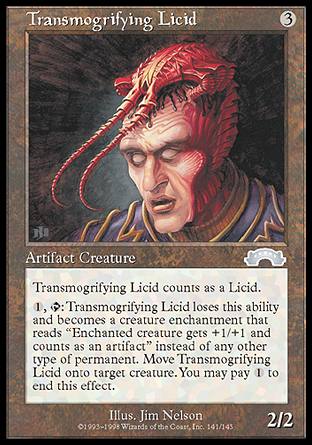 Transmogrifying Licid 3
Artifact Creature
Transmogrifying Licid counts as a Licid.
1, : Transmogrifying Licid loses this ability
and becomes a creature enchantment that
reads “Enchanted creature gets +1/+1 and
counts as an artifact” instead of any other
type of permanent. Move Transmogrifying
Licid onto target creature. You may pay 1 to
end this effect.
2/2
Illus. Jim Nelson
©1993–1998 Wizards of the Coast, Inc. 141/143